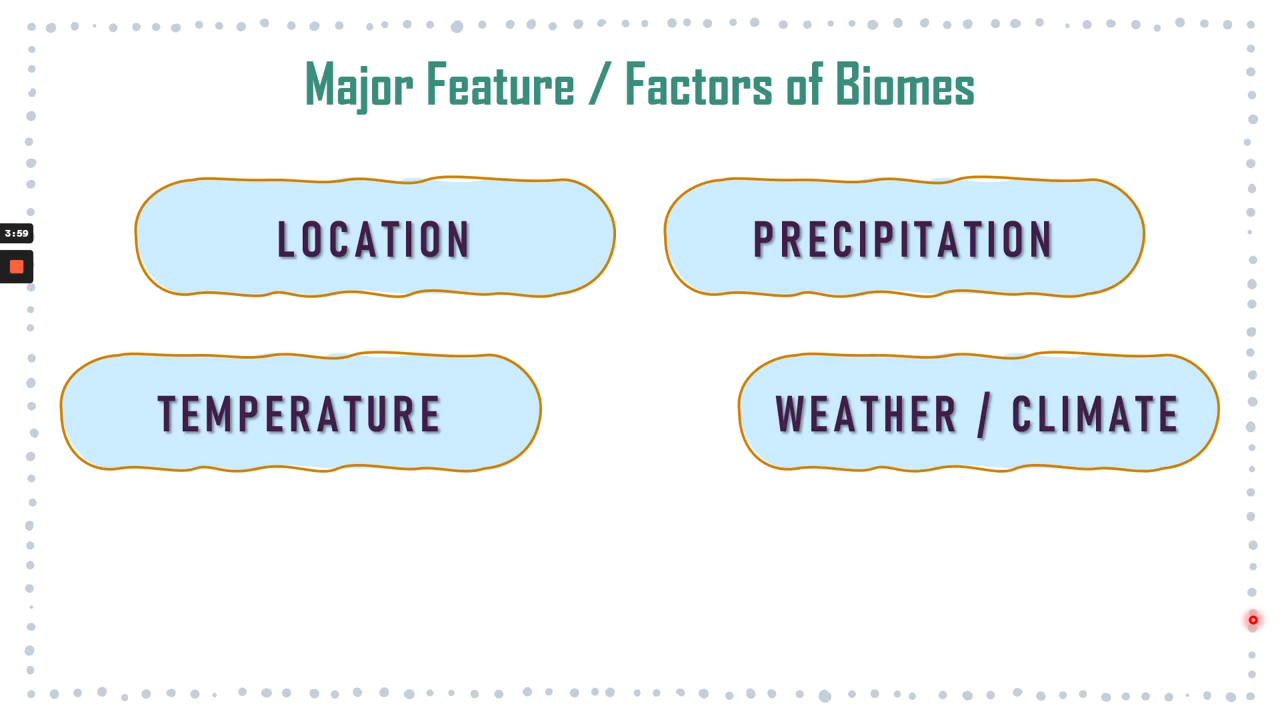 Major Feature / Factors of Biomes
LOCATION
PRECIPITATION
3:59
TEMPERATURE
WEATHER / CLIMATE